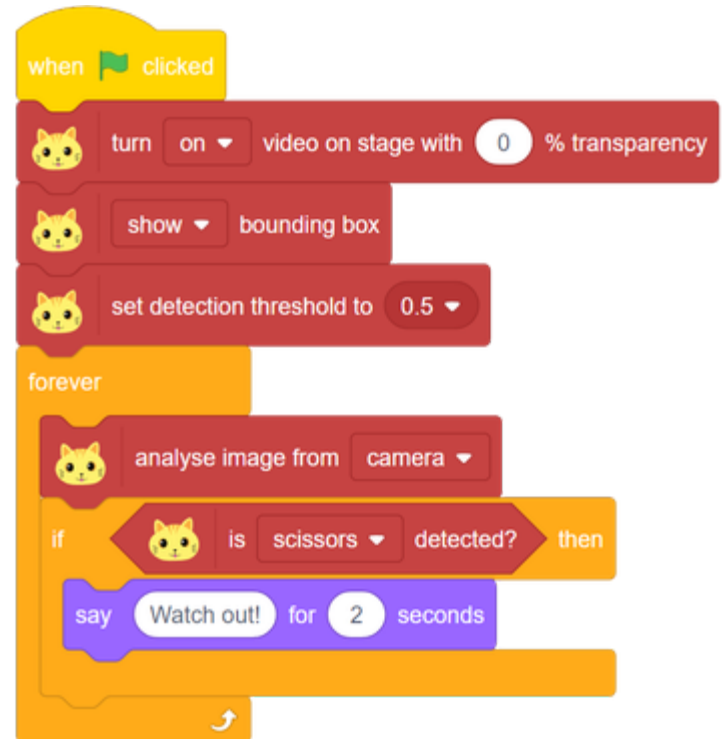 when clicked
turn on video on stage with 0 % transparency
show bounding box
set detection threshold to 0.5
forever
analyse image from camera
if is scissors detected? then
say Watch out! for 2 seconds